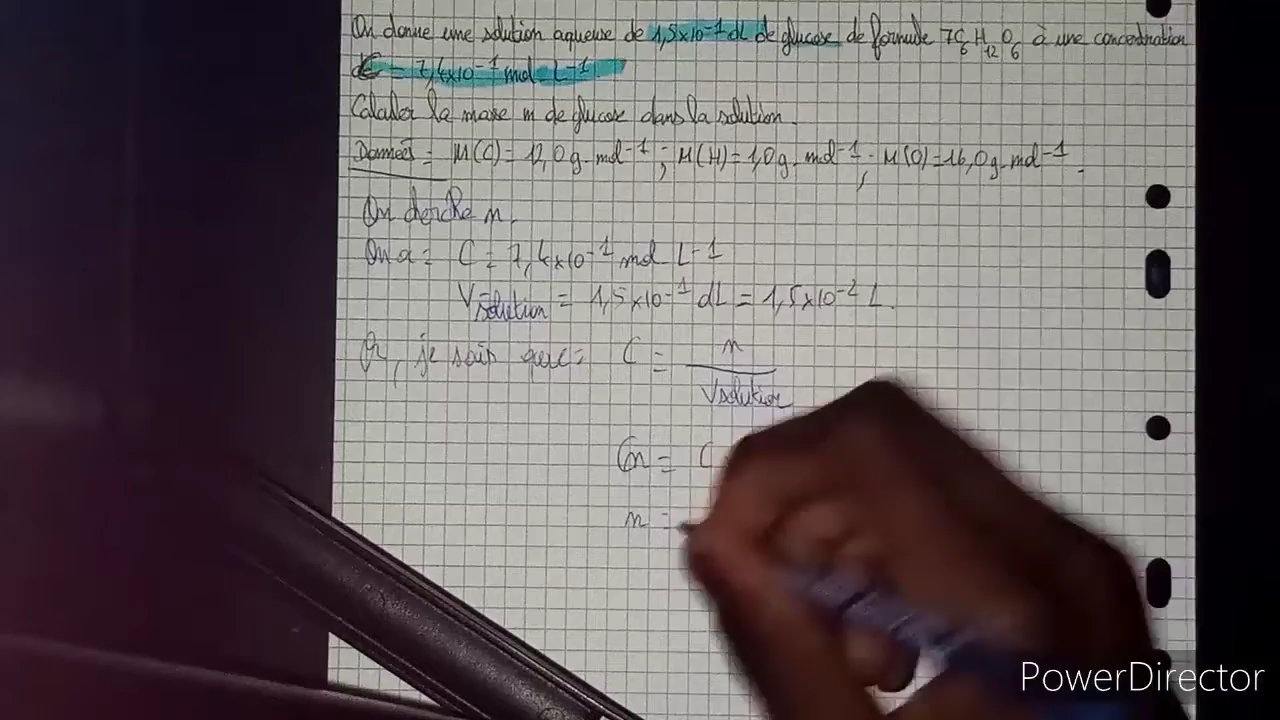 On donne une solution aqueuse de 1,5x10-1 dL de glucose de formule 7C6H12O6 à une concentration
de C = 7,4x10-1 mol L-1.
Calculer la masse m de glucose dans la solution.
Données = M(C) = 12,0 g.mol-1 ; M(H) = 1,0 g.mol-1 ; M(O) = 16,0 g.mol-1.
On cherche m.
On a = C = 7,4x10-1 mol L-1
Vsolution = 1,5x10-1 dL = 1,5x10-2 L.
Or, je sais que = C = n
Vsolution
n = C
n =
PowerDirector